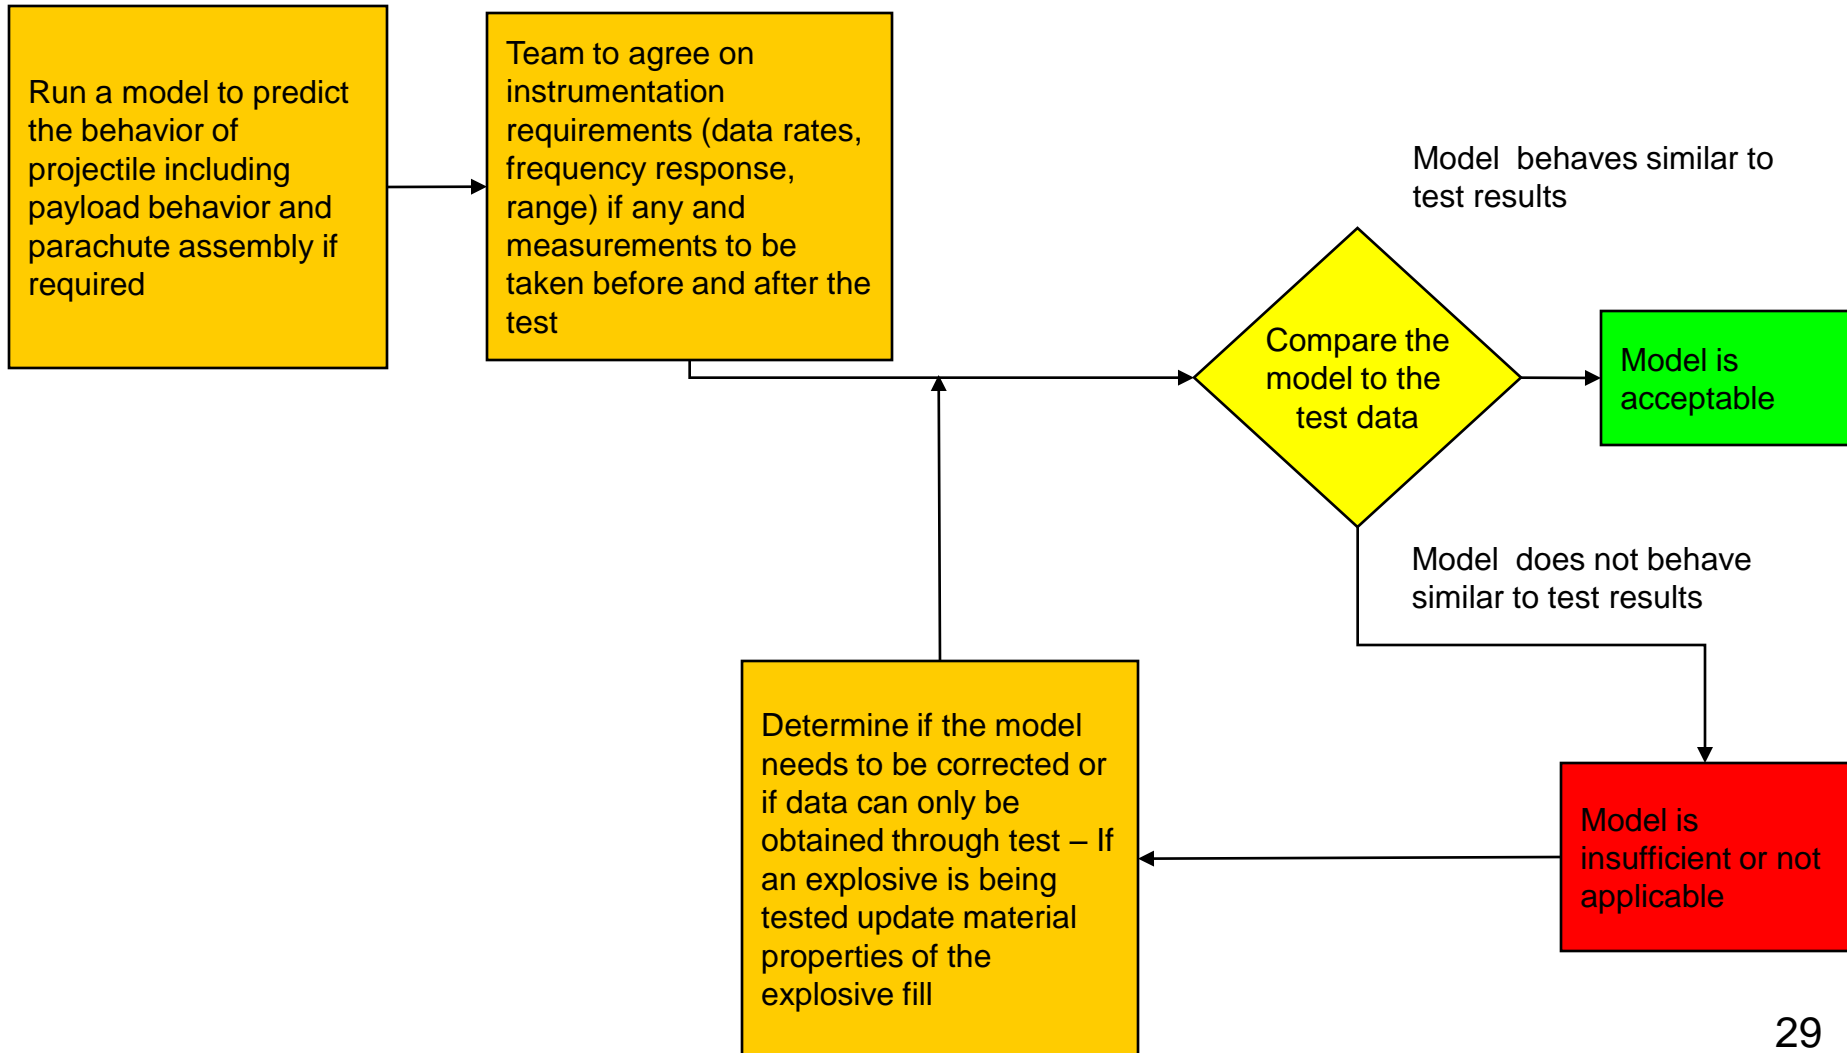 Run a model to predict
the behavior of
projectile including
payload behavior and
parachute assembly if
required
Team to agree on
instrumentation
requirements (data rates,
frequency response,
range) if any and
measurements to be
taken before and after the
test
Model  behaves similar to
test results
Compare the
model to the
test data
Model is
acceptable
Model  does not behave
similar to test results
Model is
insufficient or not
applicable
Determine if the model
needs to be corrected or
if data can only be
obtained through test – If
an explosive is being
tested update material
properties of the
explosive fill
29